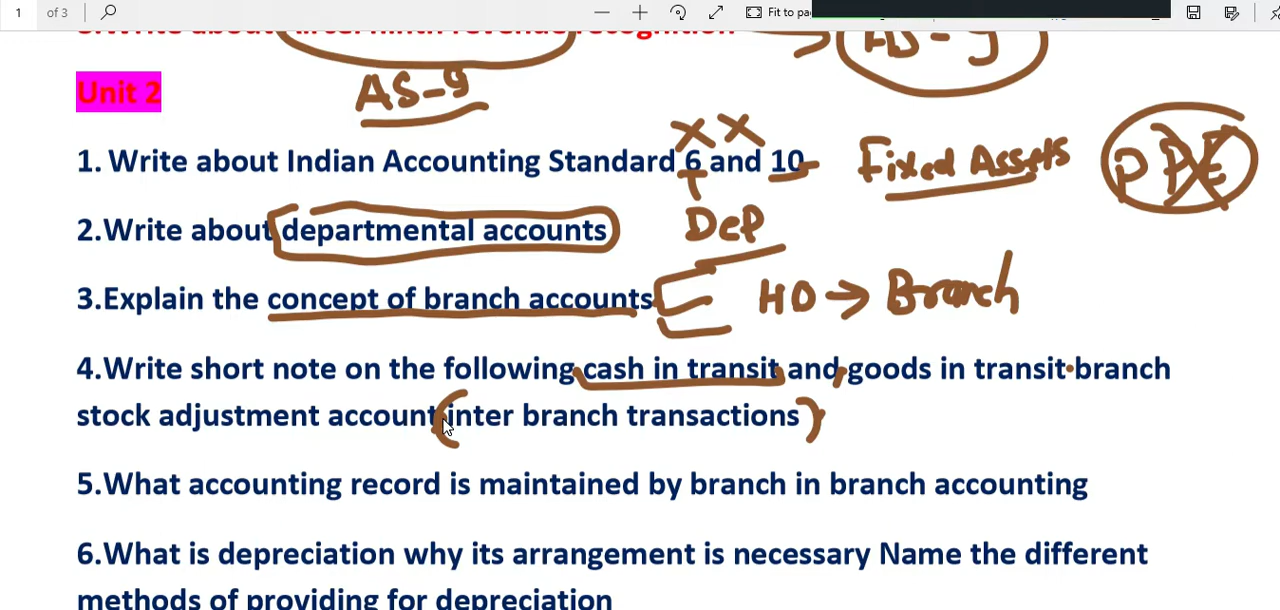 1 of 3 Fit to pa
recognition
AS-9
AS-9
Unit 2
1. Write about Indian Accounting Standard 6 and 10 Fixed Assets PPE
2.Write about departmental accounts Dep
3.Explain the concept of branch accounts HO → Branch
4.Write short note on the following cash in transit and, goods in transit branch
stock adjustment account (inter branch transactions)
5.What accounting record is maintained by branch in branch accounting
6.What is depreciation why its arrangement is necessary Name the different
methods of providing for depreciation